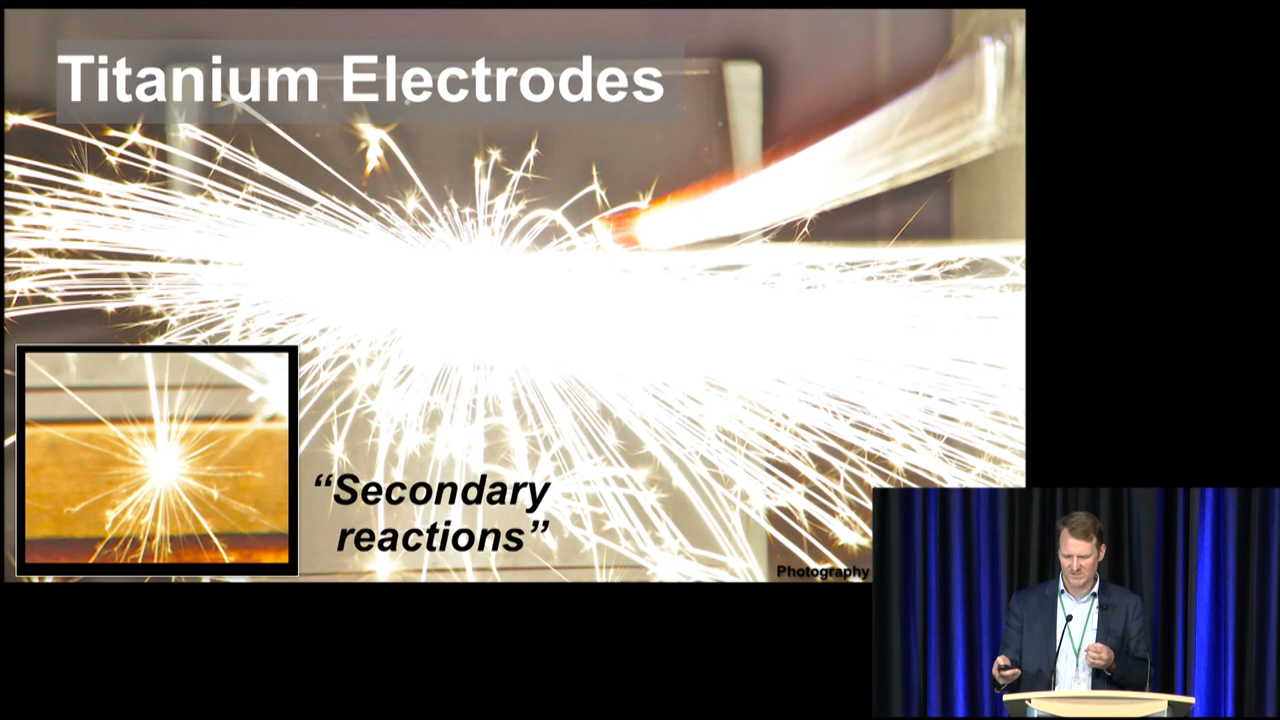 Titanium Electrodes
“Secondary
reactions”
Photography